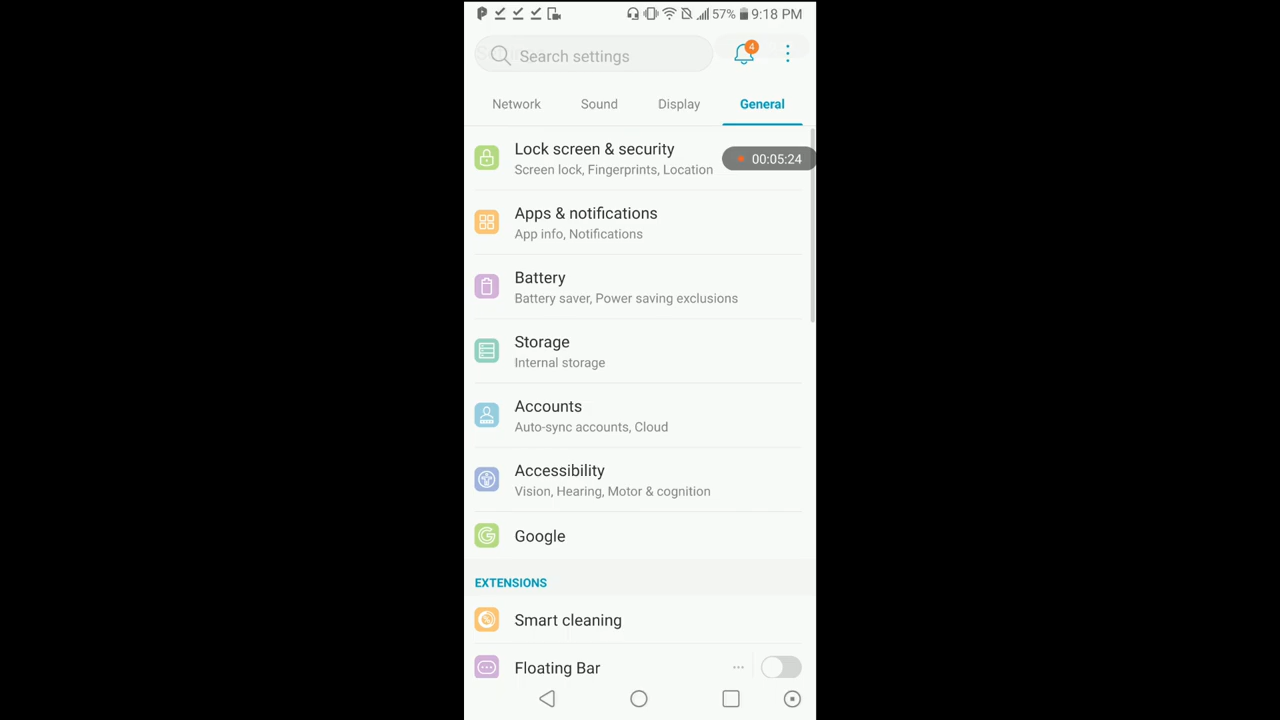 57% 9:18 PM
Search settings
4
Network Sound Display General
Lock screen & security
Screen lock, Fingerprints, Location
00:05:24
Apps & notifications
App info, Notifications
Battery
Battery saver, Power saving exclusions
Storage
Internal storage
Accounts
Auto-sync accounts, Cloud
Accessibility
Vision, Hearing, Motor & cognition
Google
EXTENSIONS
Smart cleaning
Floating Bar